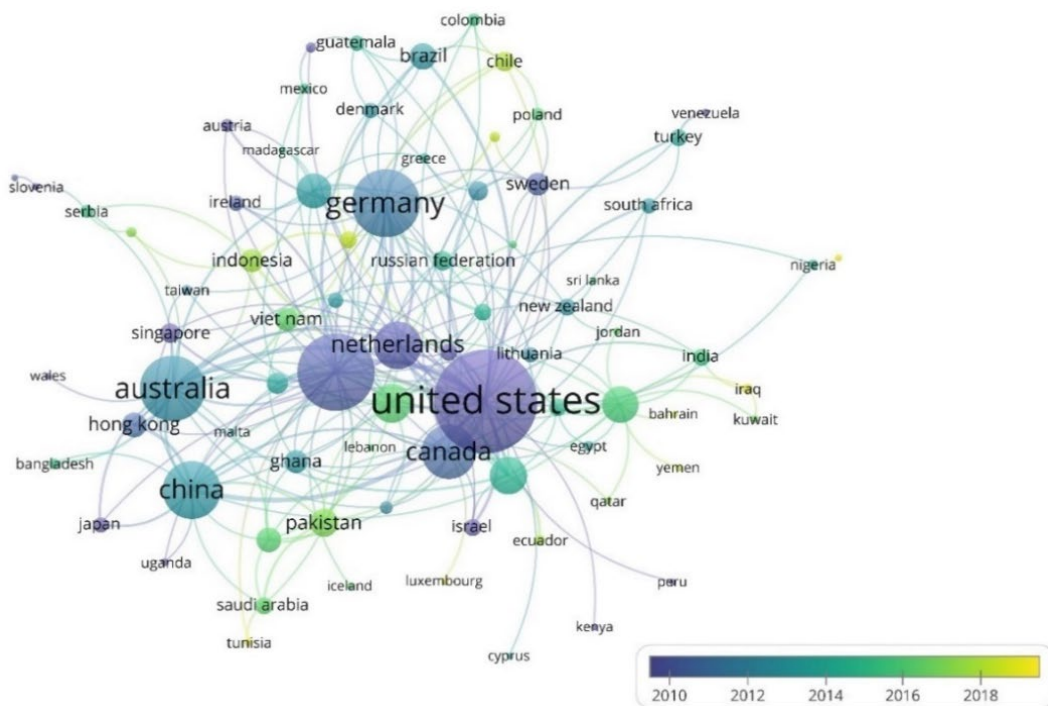 colombia
guatemala
brazil
chile
mexico
denmark
poland
venezuela
austria
turkey
madagascar
greece
slovenia
sweden
ireland
germany
south africa
serbia
indonesia
russian federation
nigeria
sri lanka
taiwan
new zealand
viet nam
singapore
jordan
netherlands
lithuania
india
wales
australia
united states
iraq
bahrain
kuwait
hong kong
malta
lebanon
canada
egypt
bangladesh
ghana
yemen
china
qatar
japan
pakistan
israel
ecuador
uganda
iceland
luxembourg
peru
saudi arabia
kenya
tunisia
cyprus
2010 2012 2014 2016 2018